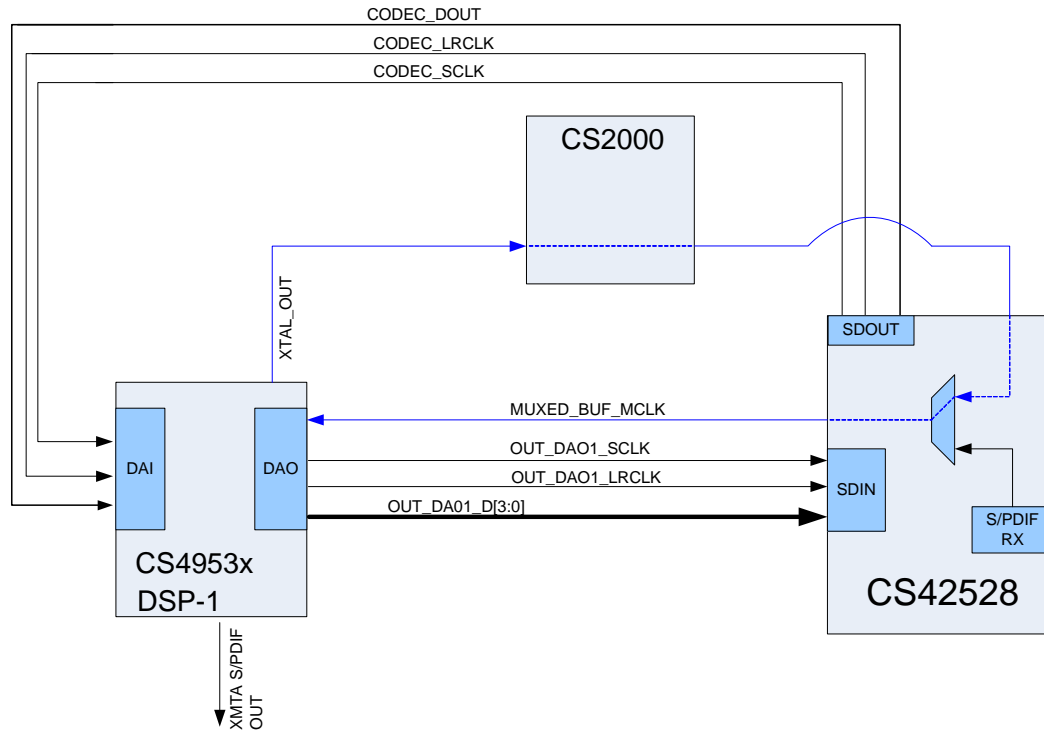 CODEC_DOUT
CODEC_LRCLK
CODEC_SCLK
CS2000
XTAL_OUT
SDOUT
MUXED_BUF_MCLK
OUT_DAO1_SCLK
OUT_DAO1_LRCLK
OUT_DA01_D[3:0]
DAI
DAO
SDIN
S/PDIF
RX
CS4953x
DSP-1
CS42528
XMTA S/PDIF
OUT